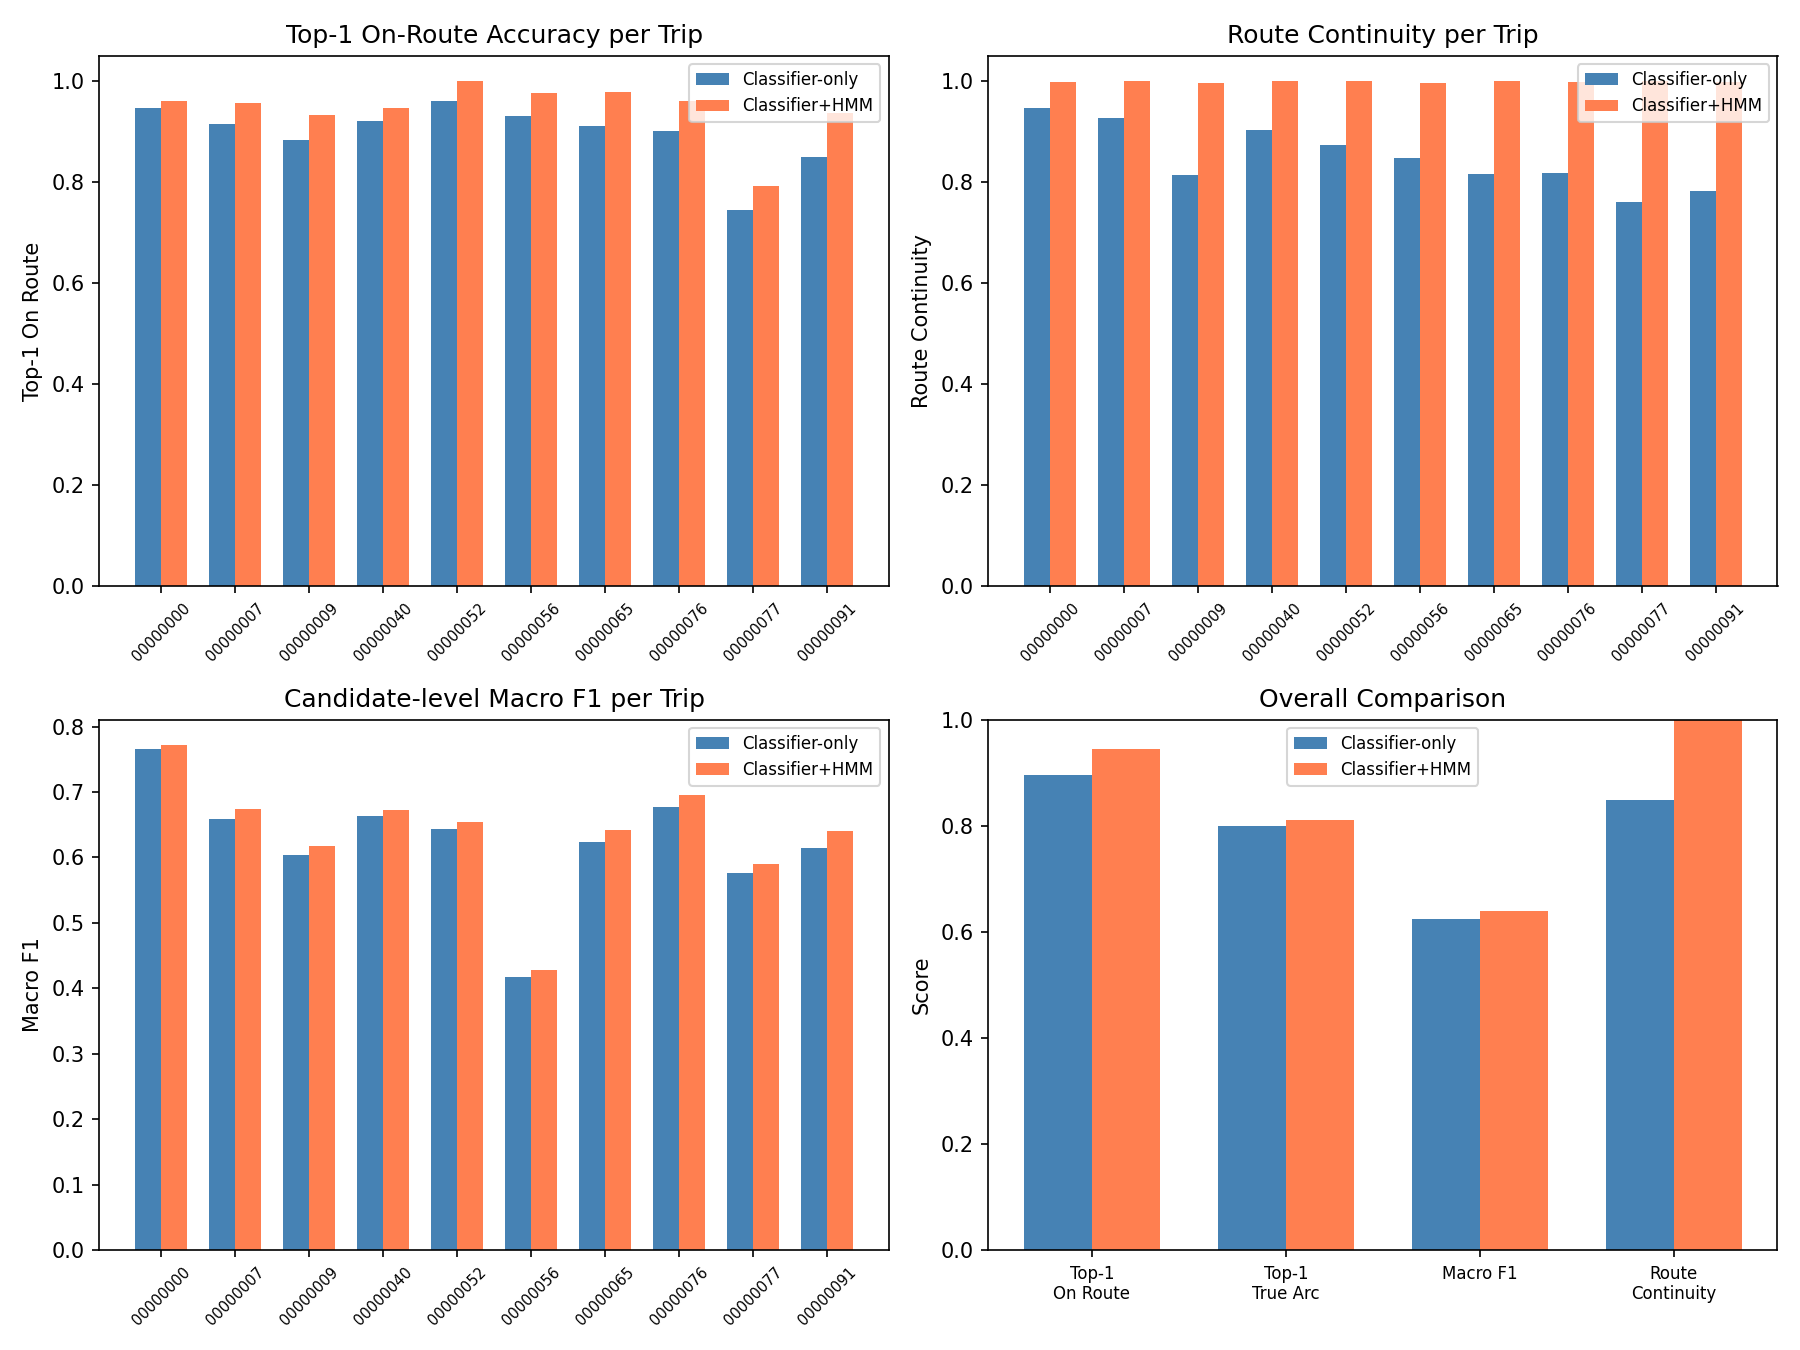 Top-1 On-Route Accuracy per Trip
Top-1 On Route
1.0
0.8
0.6
0.4
0.2
0.0
Classifier-only
Classifier+HMM
00000000
00000007
00000009
00000040
00000052
00000056
00000065
00000076
00000077
00000091
Route Continuity per Trip
Route Continuity
1.0
0.8
0.6
0.4
0.2
0.0
Classifier-only
Classifier+HMM
00000000
00000007
00000009
00000040
00000052
00000056
00000065
00000076
00000077
00000091
Candidate-level Macro F1 per Trip
Macro F1
0.8
0.7
0.6
0.5
0.4
0.3
0.2
0.1
0.0
Classifier-only
Classifier+HMM
00000000
00000007
00000009
00000040
00000052
00000056
00000065
00000076
00000077
00000091
Overall Comparison
Score
1.0
0.8
0.6
0.4
0.2
0.0
Classifier-only
Classifier+HMM
Top-1
On Route
Top-1
True Arc
Macro F1
Route
Continuity